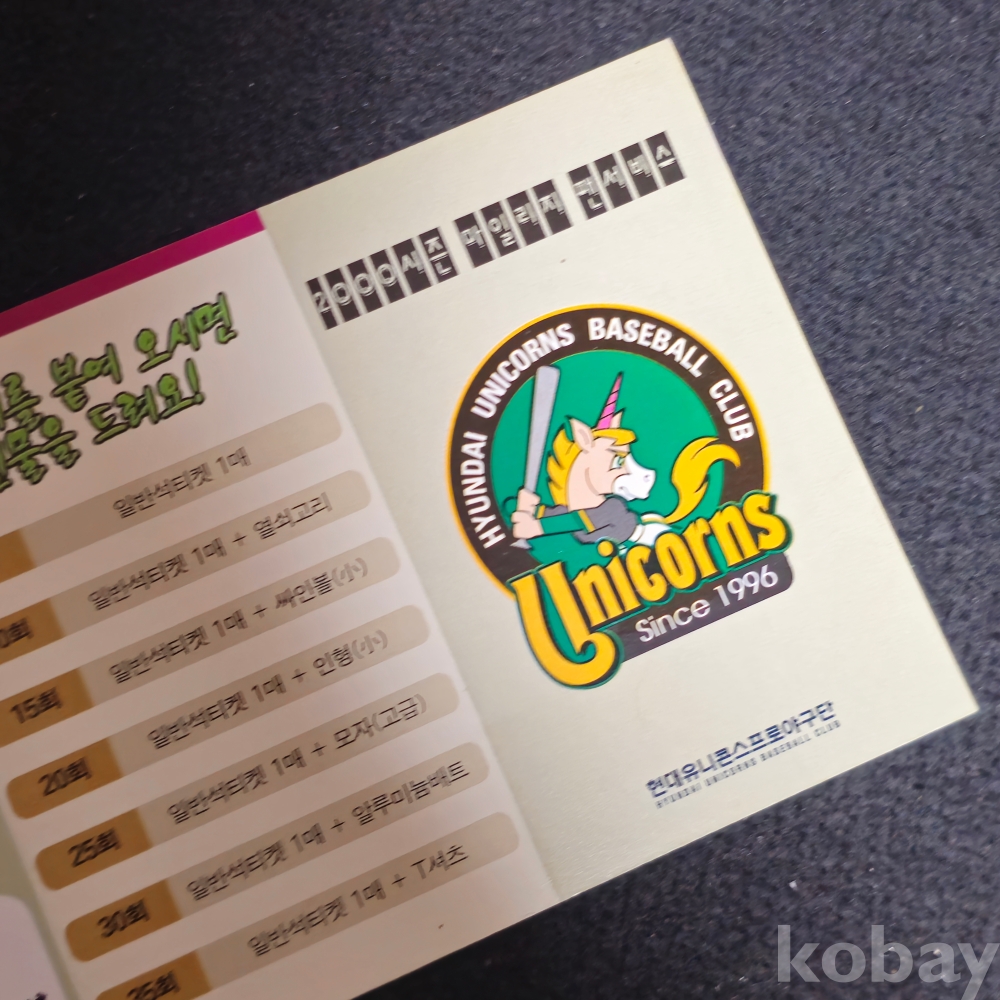 2000시즌 마일리지 팬서비스
HYUNDAI UNICORNS BASEBALL CLUB
Unicorns
Since 1996
현대유니콘스프로야구단
HYUNDAI UNICORNS BASEBALL CLUB
붙여 오세면
드려요!
일반석티켓 1매
일반석티켓 1매 + 열쇠고리
15회 일반석티켓 1매 + 싸인볼(小)
20회 일반석티켓 1매 + 인형(小)
25회 일반석티켓 1매 + 모자(고급)
30회 일반석티켓 1매 + 알루미늄배트
35회 일반석티켓 1매 + T셔츠
kobay